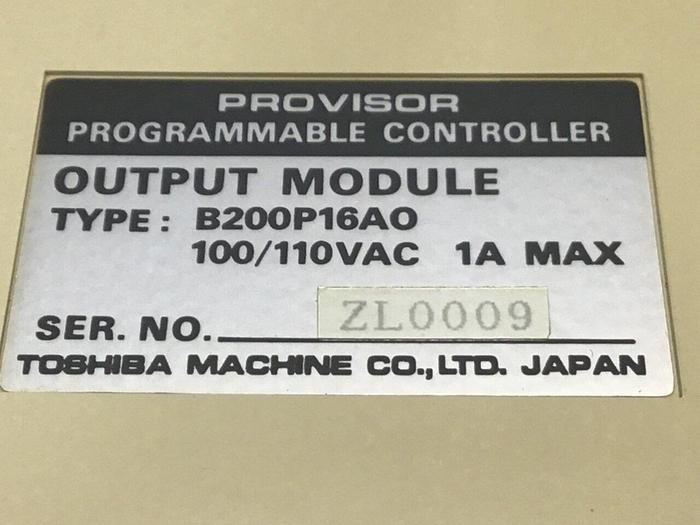 PROVISOR
PROGRAMMABLE CONTROLLER
OUTPUT MODULE
TYPE: B200P16AO
100/110VAC 1A MAX
SER. NO. ZL0009
TOSHIBA MACHINE CO.,LTD. JAPAN